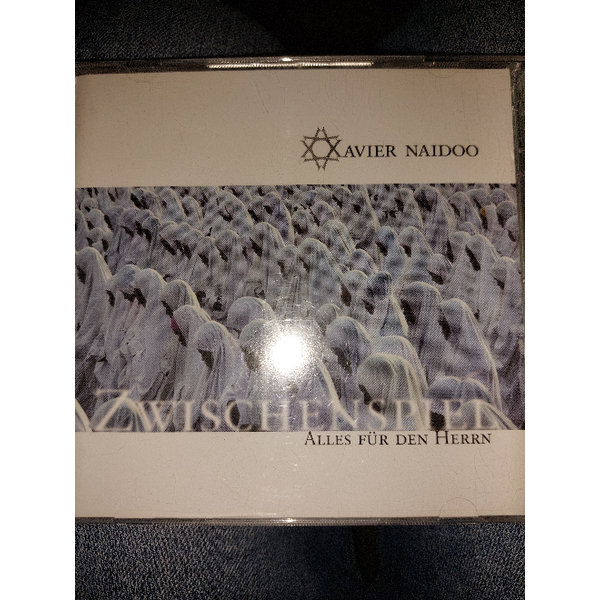 XAVIER NAIDOO
ZWISCHENSPIEL
ALLES FÜR DEN HERRN